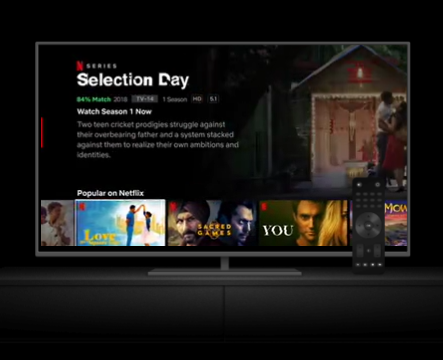 N SERIES
Selection Day
84% Match 2018 TV-14 1 Season HD 5.1
Watch Season 1 Now
Two teen cricket prodigies struggle against
their overbearing father and a system stacked
against them to realize their own ambitions and
identities.
Popular on Netflix
Love
SACRED
GAMES
YOU
MOW